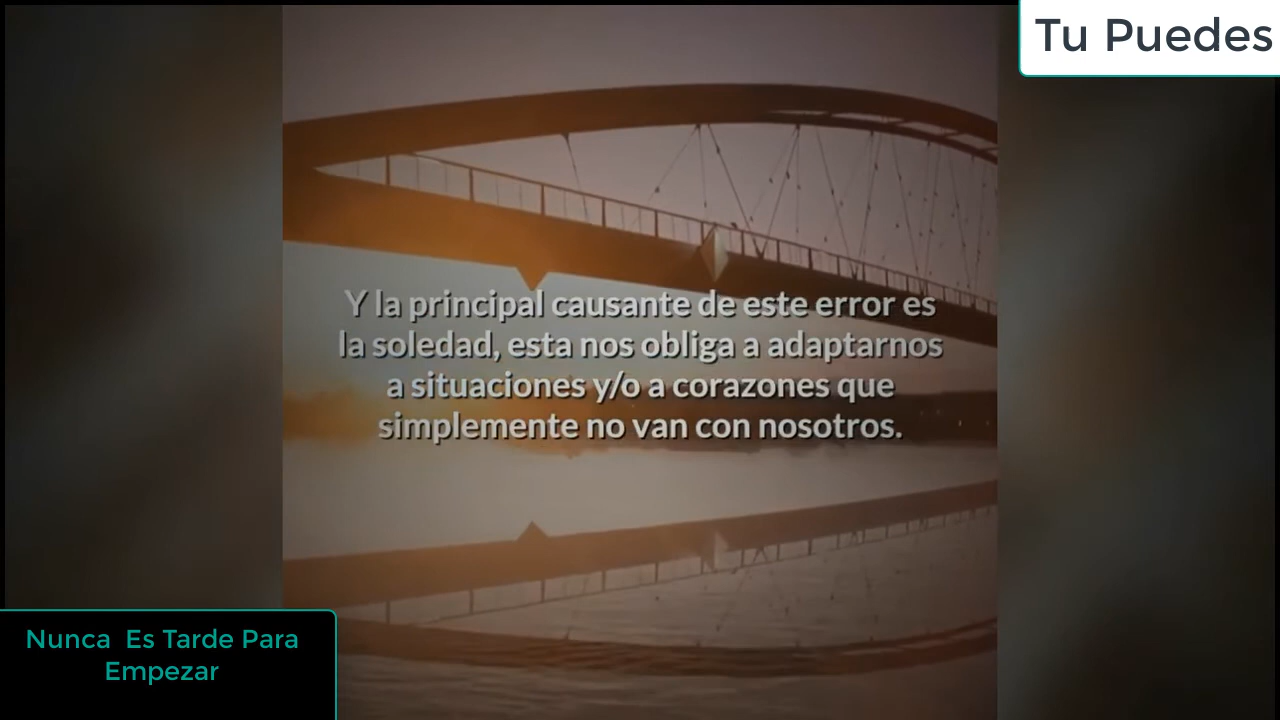 Tu Puedes
Y la principal causante de este error es
la soledad, esta nos obliga a adaptarnos
a situaciones y/o a corazones que
simplemente no van con nosotros.
Nunca Es Tarde Para
Empezar